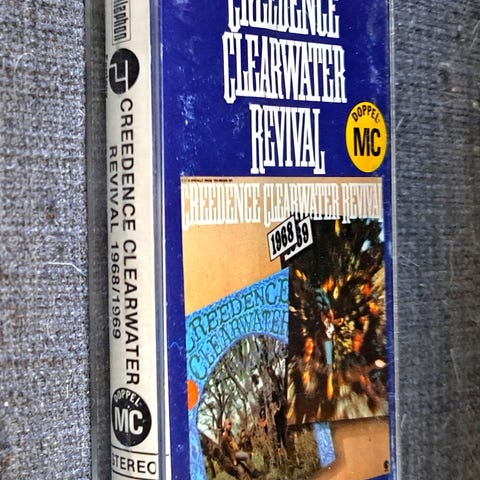 CREEDENCE
CLEARWATER
REVIVAL
DOPPEL-
MC
CREEDENCE CLEARWATER REVIVAL
1968
CREEDENCE
CLEARWATER
CREEDENCE CLEARWATER
REVIVAL 1968/1969
DOPPEL-
MC
STEREO